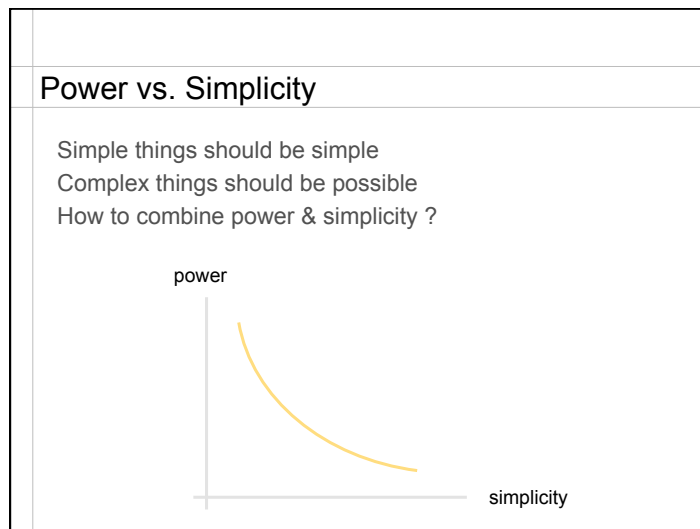 Power vs. Simplicity
Simple things should be simple
Complex things should be possible
How to combine power & simplicity ?
power
simplicity